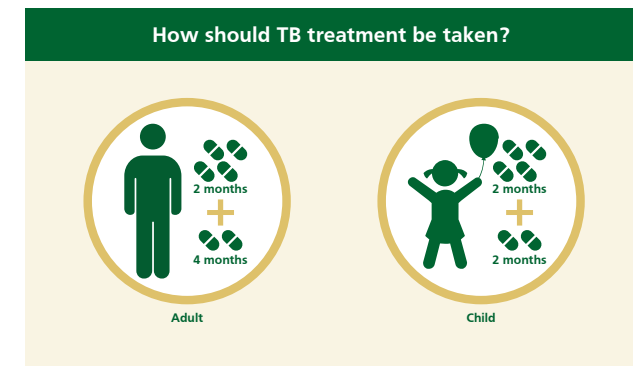 How should TB treatment be taken?
2 months
4 months
Adult
2 months
2 months
Child